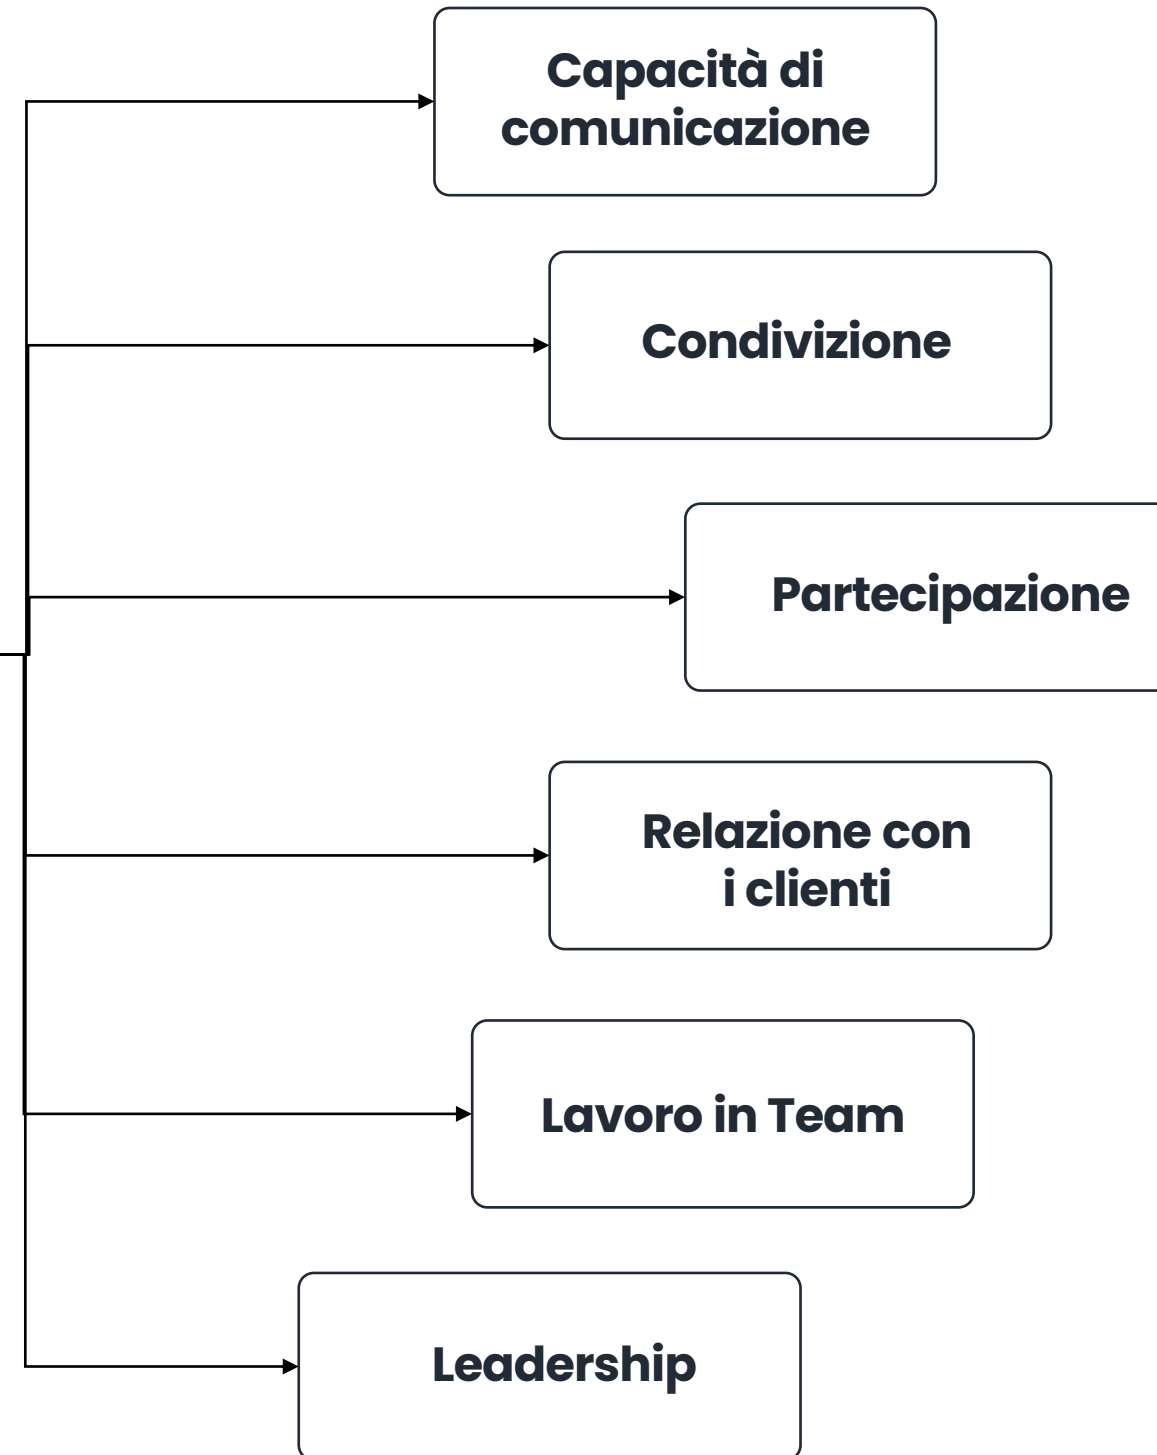 Capacità di
comunicazione
Condivizione
Partecipazione
Relazione con
i clienti
Lavoro in Team
Leadership